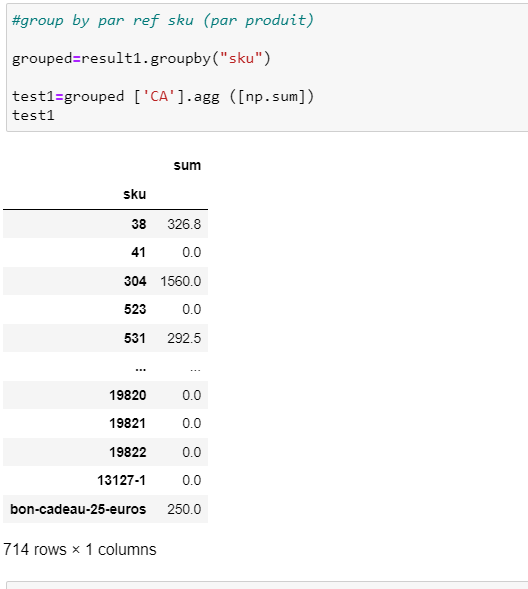 #group by par ref sku (par produit)
grouped=result1.groupby("sku")
test1=grouped ['CA'].agg ([np.sum])
test1
sum
sku
38 326.8
41 0.0
304 1560.0
523 0.0
531 292.5
... ...
19820 0.0
19821 0.0
19822 0.0
13127-1 0.0
bon-cadeau-25-euros 250.0
714 rows × 1 columns